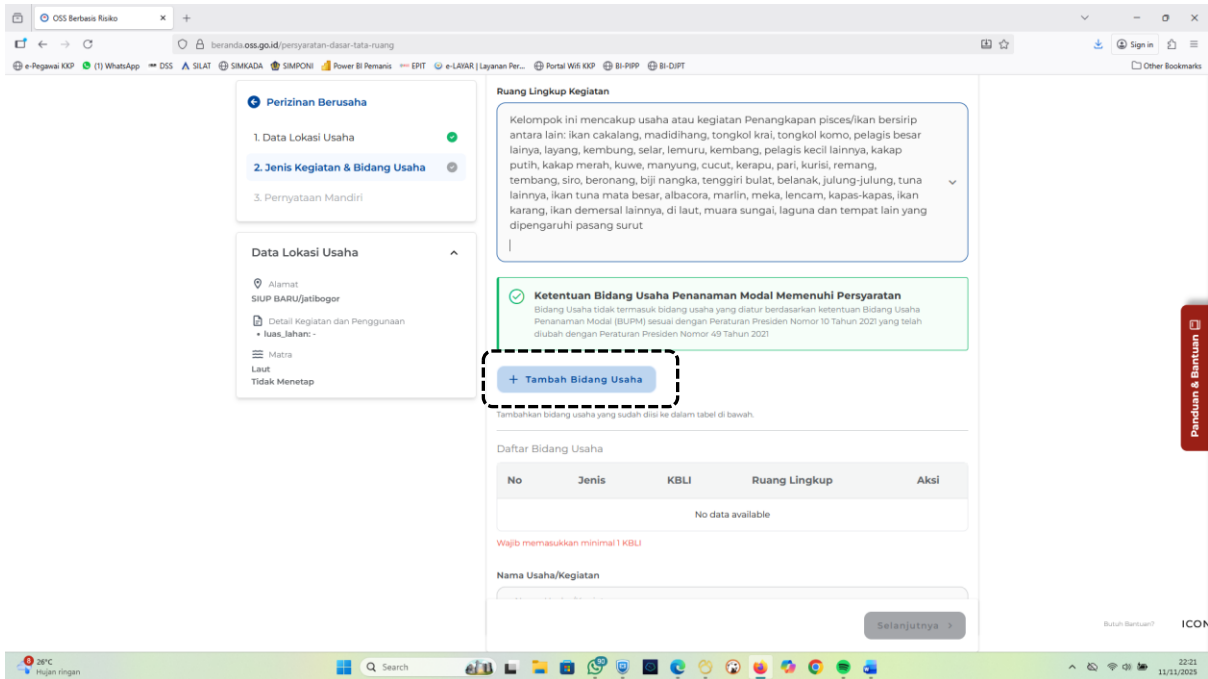 OSS Berbasis Risiko
beranda.oss.go.id/persyaratan-dasar-tata-ruang
Sign in
e-Pegawai KKP (1) WhatsApp DSS SILAT SIMKADA SIMPONI Power BI Pemanis EPIT e-LAYAR | Layanan Per... Portal Wifi KKP BI-PIPP BI-DJPT Other Bookmarks
Perizinan Berusaha
1. Data Lokasi Usaha
2. Jenis Kegiatan & Bidang Usaha
3. Pernyataan Mandiri
Data Lokasi Usaha
Alamat
SIUP BARU/jatibogor
Detail Kegiatan dan Penggunaan
• luas_lahan: -
Matra
Laut
Tidak Menetap
Ruang Lingkup Kegiatan
Kelompok ini mencakup usaha atau kegiatan Penangkapan pisces/ikan bersirip
antara lain: ikan cakalang, madidihang, tongkol krai, tongkol komo, pelagis besar
lainya, layang, kembung, selar, lemuru, kembang, pelagis kecil lainnya, kakap
putih, kakap merah, kuwe, manyung, cucut, kerapu, pari, kurisi, remang,
tembang, siro, beronang, biji nangka, tenggiri bulat, belanak, julung-julung, tuna
lainnya, ikan tuna mata besar, albacora, marlin, meka, lencam, kapas-kapas, ikan
karang, ikan demersal lainnya, di laut, muara sungai, laguna dan tempat lain yang
dipengaruhi pasang surut
Ketentuan Bidang Usaha Penanaman Modal Memenuhi Persyaratan
Bidang Usaha tidak termasuk bidang usaha yang diatur berdasarkan ketentuan Bidang Usaha
Penanaman Modal (BUPM) sesuai dengan Peraturan Presiden Nomor 10 Tahun 2021 yang telah
diubah dengan Peraturan Presiden Nomor 49 Tahun 2021
+ Tambah Bidang Usaha
Tambahkan bidang usaha yang sudah diisi ke dalam tabel di bawah.
Daftar Bidang Usaha
No Jenis KBLI Ruang Lingkup Aksi
No data available
Wajib memasukkan minimal 1 KBLI
Nama Usaha/Kegiatan
Selanjutnya >
Panduan & Bantuan
Butuh Bantuan?
ICON
8
26°C
Hujan ringan
Search
22:21
11/11/2025